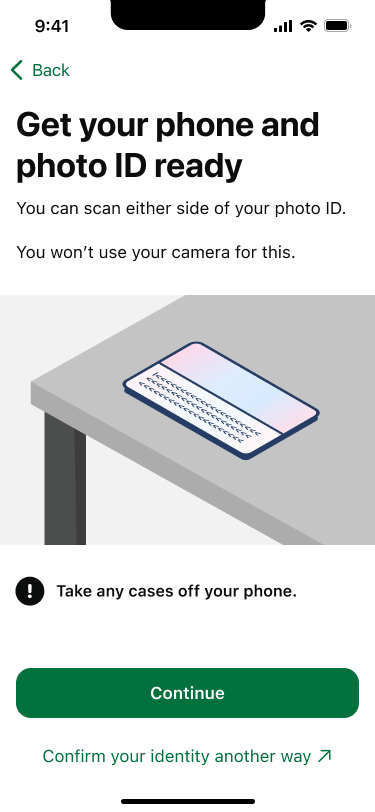 9:41
Back
Get your phone and
photo ID ready
You can scan either side of your photo ID.
You won’t use your camera for this.
Take any cases off your phone.
Continue
Confirm your identity another way